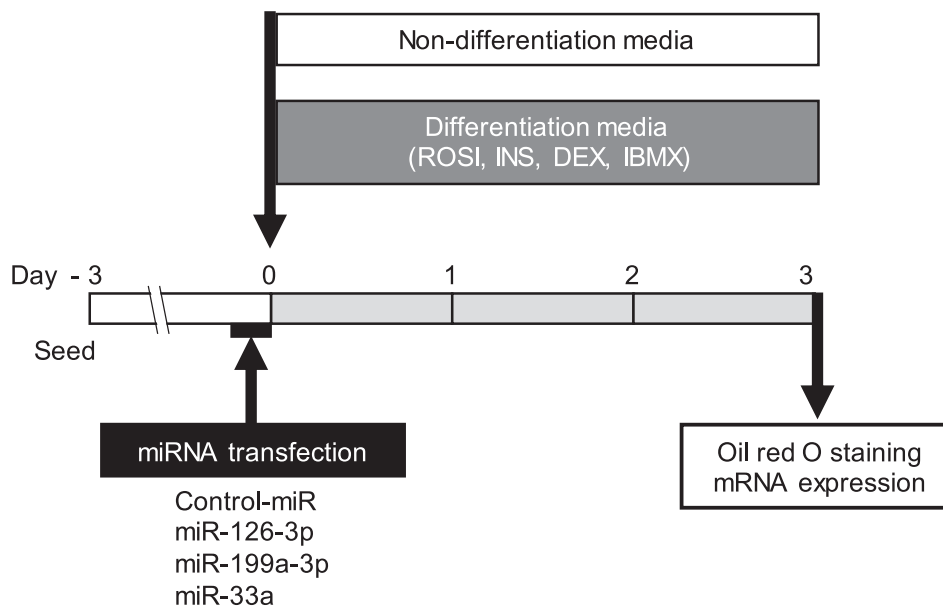 Non-differentiation media
Differentiation media
(ROSI, INS, DEX, IBMX)
Day - 3 0 1 2 3
Seed
miRNA transfection
Control-miR
miR-126-3p
miR-199a-3p
miR-33a
Oil red O staining
mRNA expression